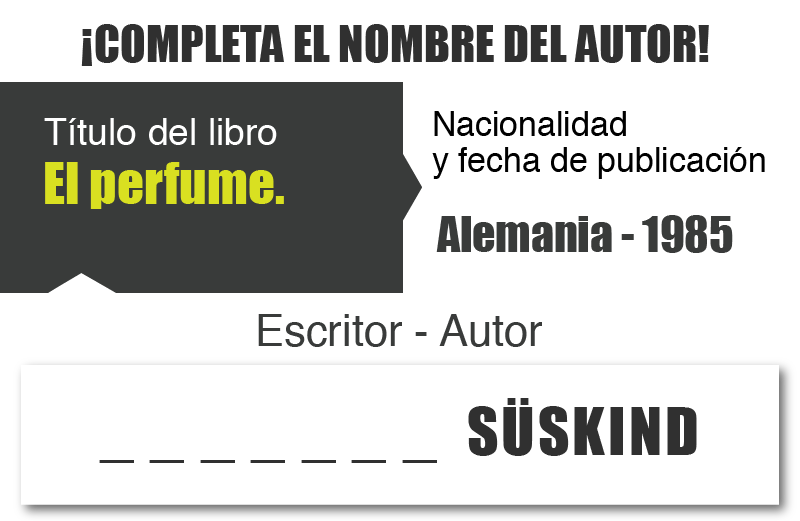 ¡COMPLETA EL NOMBRE DEL AUTOR!
Título del libro
El perfume.
Nacionalidad
y fecha de publicación
Alemania - 1985
Escritor - Autor
_ _ _ _ _ _ _ SÜSKIND